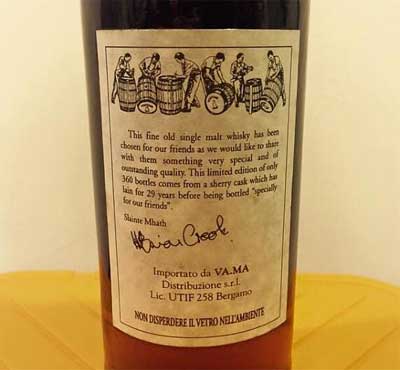 This fine old single malt whisky has been
chosen for our friends as we would like to share
with them something very special and of
oustanding quality. This limited edition of only
360 bottles comes from a sherry cask which has
lain for 29 years before being bottled "specially
for our friends".
Slainte Mhath
Importato da VA.MA
Distribuzione s.r.l.
Lic. UTIF 258 Bergamo
NON DISPERDERE IL VETRO NELL'AMBIENTE